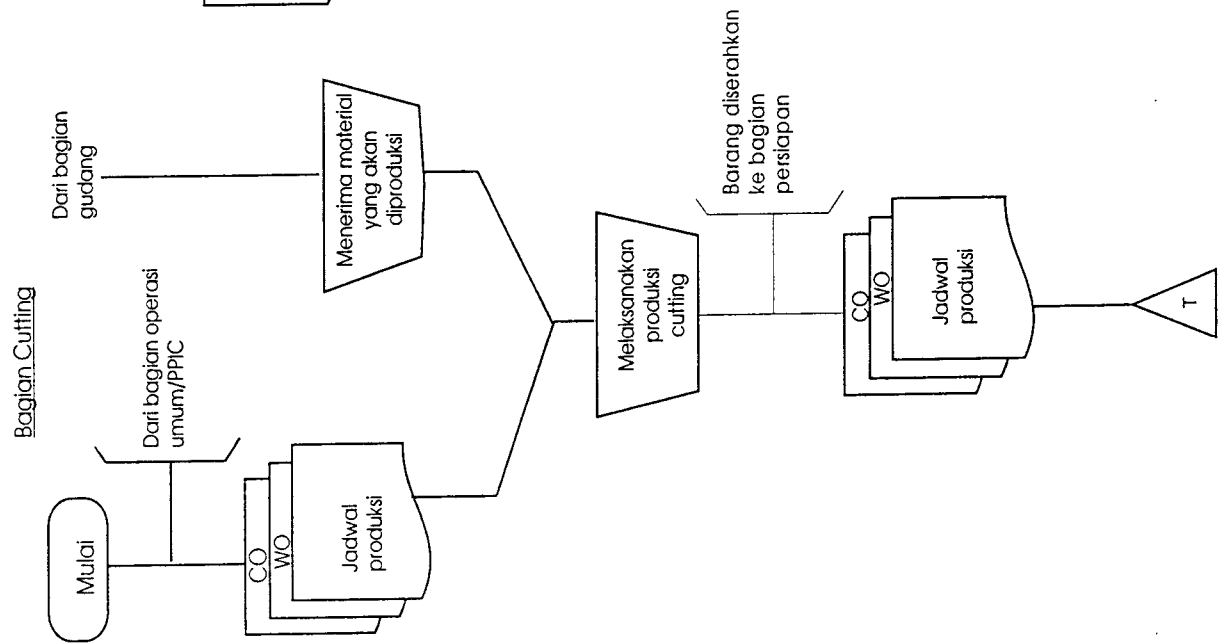 Bagian Cutting
Mulai
Dari bagian operasi
umum/PPIC
CO
WO
Jadwal
produksi
Dari bagian
gudang
Menerima material
yang akan
diproduksi
Melaksanakan
produksi
cutting
Barang diserahkan
ke bagian
persiapan
CO
WO
Jadwal
produksi
T